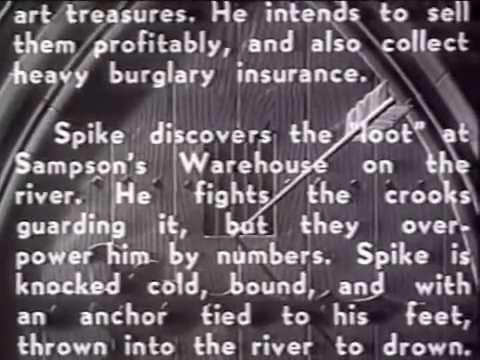 art treasures. He intends to sell
them profitably, and also collect
heavy burglary insurance.
Spike discovers the "loot" at
Sampson's Warehouse on the
river. He fights the crooks
guarding it, but they over-
power him by numbers. Spike is
knocked cold, bound, and with
an anchor tied to his feet,
thrown into the river to drown.